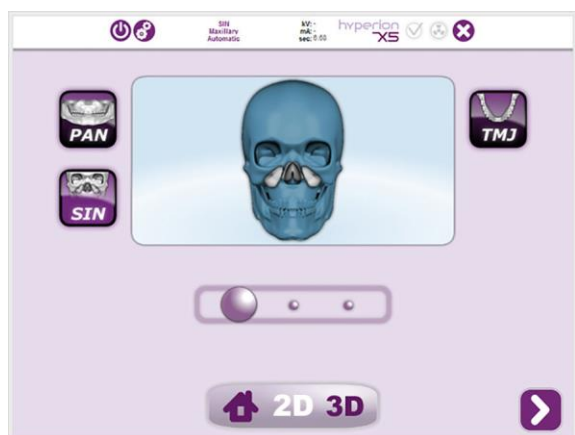 SIN
Maxillary
Automatic
kV: -
mA: -
sec: 0.00
hyperion
X5
PAN
SIN
TMJ
2D 3D